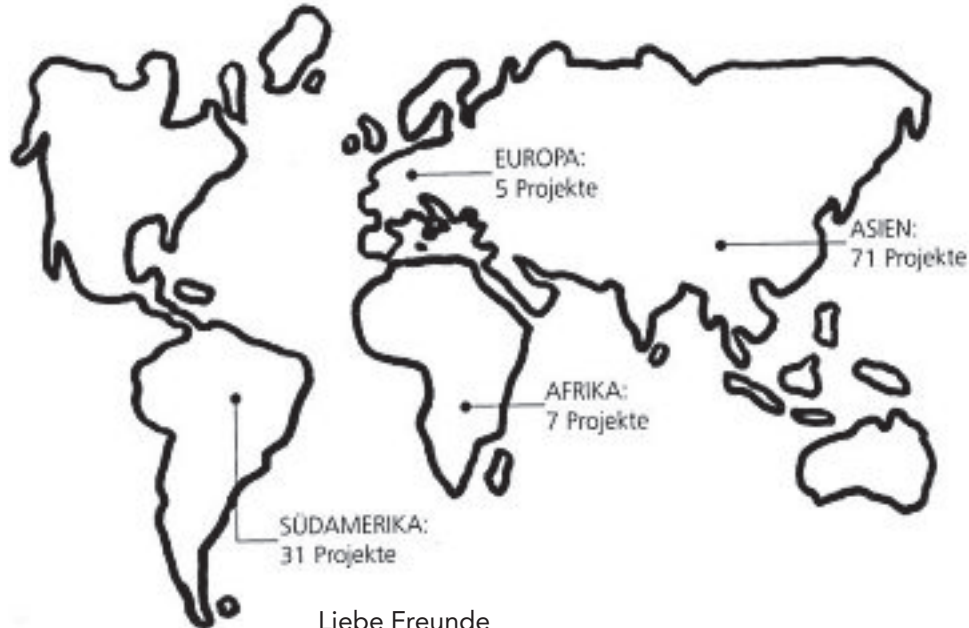 EUROPA:
5 Projekte
ASIEN:
71 Projekte
AFRIKA:
7 Projekte
SÜDAMERIKA:
31 Projekte
Liebe Freunde